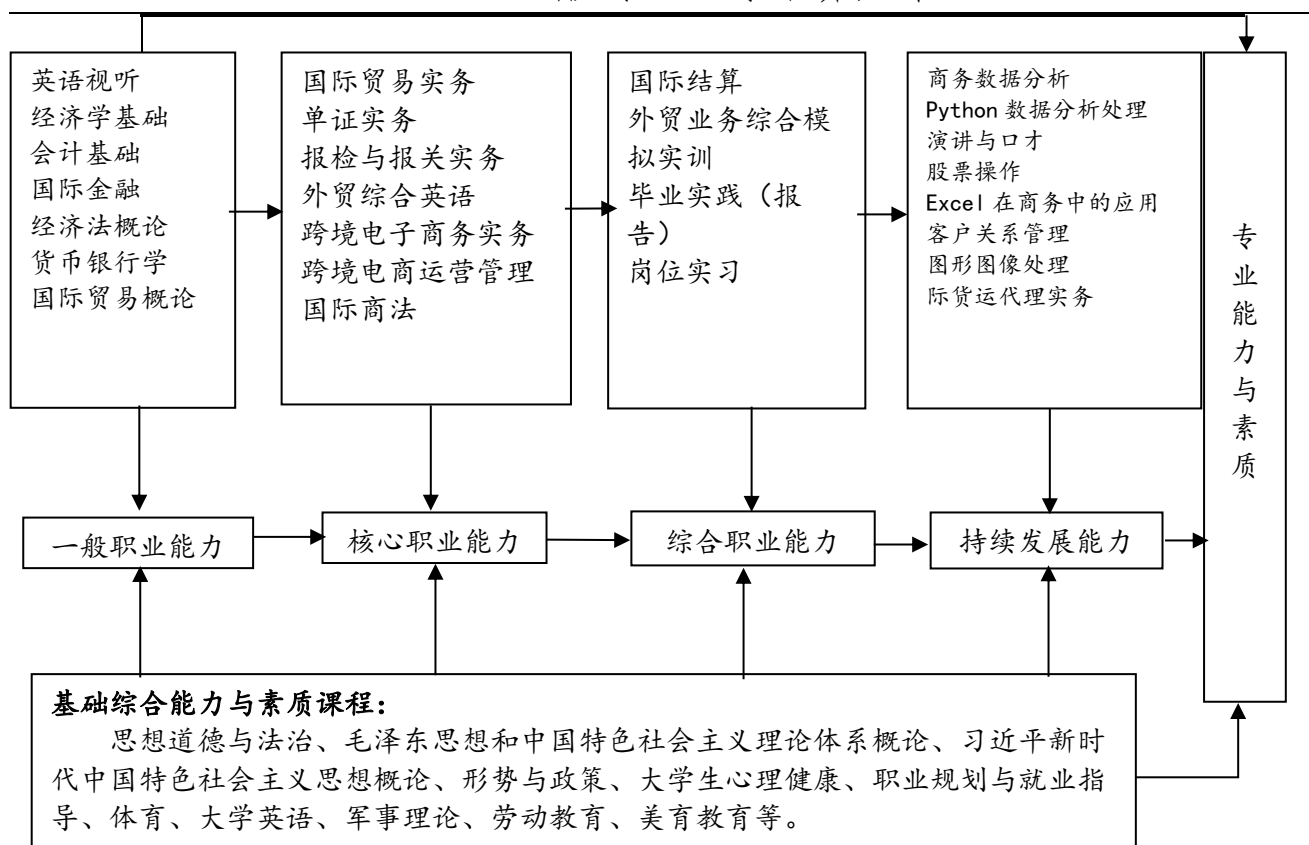 英语视听
经济学基础
会计基础
国际金融
经济法概论
货币银行学
国际贸易概论
国际贸易实务
单证实务
报检与报关实务
外贸综合英语
跨境电子商务实务
跨境电商运营管理
国际商法
国际结算
外贸业务综合模
拟实训
毕业实践（报
告）
岗位实习
商务数据分析
Python 数据分析处理
演讲与口才
股票操作
Excel 在商务中的应用
客户关系管理
图形图像处理
际货运代理实务
专
业
能
力
与
素
质
一般职业能力
核心职业能力
综合职业能力
持续发展能力
基础综合能力与素质课程：
思想道德与法治、毛泽东思想和中国特色社会主义理论体系概论、习近平新时
代中国特色社会主义思想概论、形势与政策、大学生心理健康、职业规划与就业指
导、体育、大学英语、军事理论、劳动教育、美育教育等。